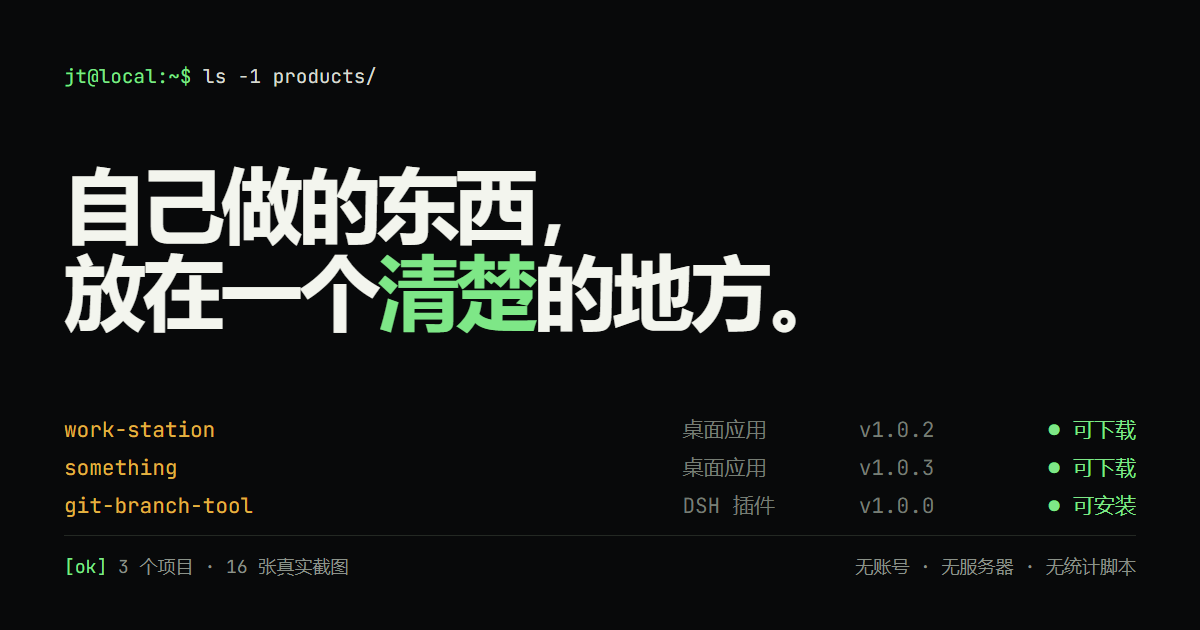 jt@local:~$ ls -1 products/
自己做的东西，
放在一个清楚的地方。
work-station 桌面应用 v1.0.2 ● 可下载
something 桌面应用 v1.0.3 ● 可下载
git-branch-tool DSH 插件 v1.0.0 ● 可安装
[ok] 3 个项目 · 16 张真实截图 无账号 · 无服务器 · 无统计脚本